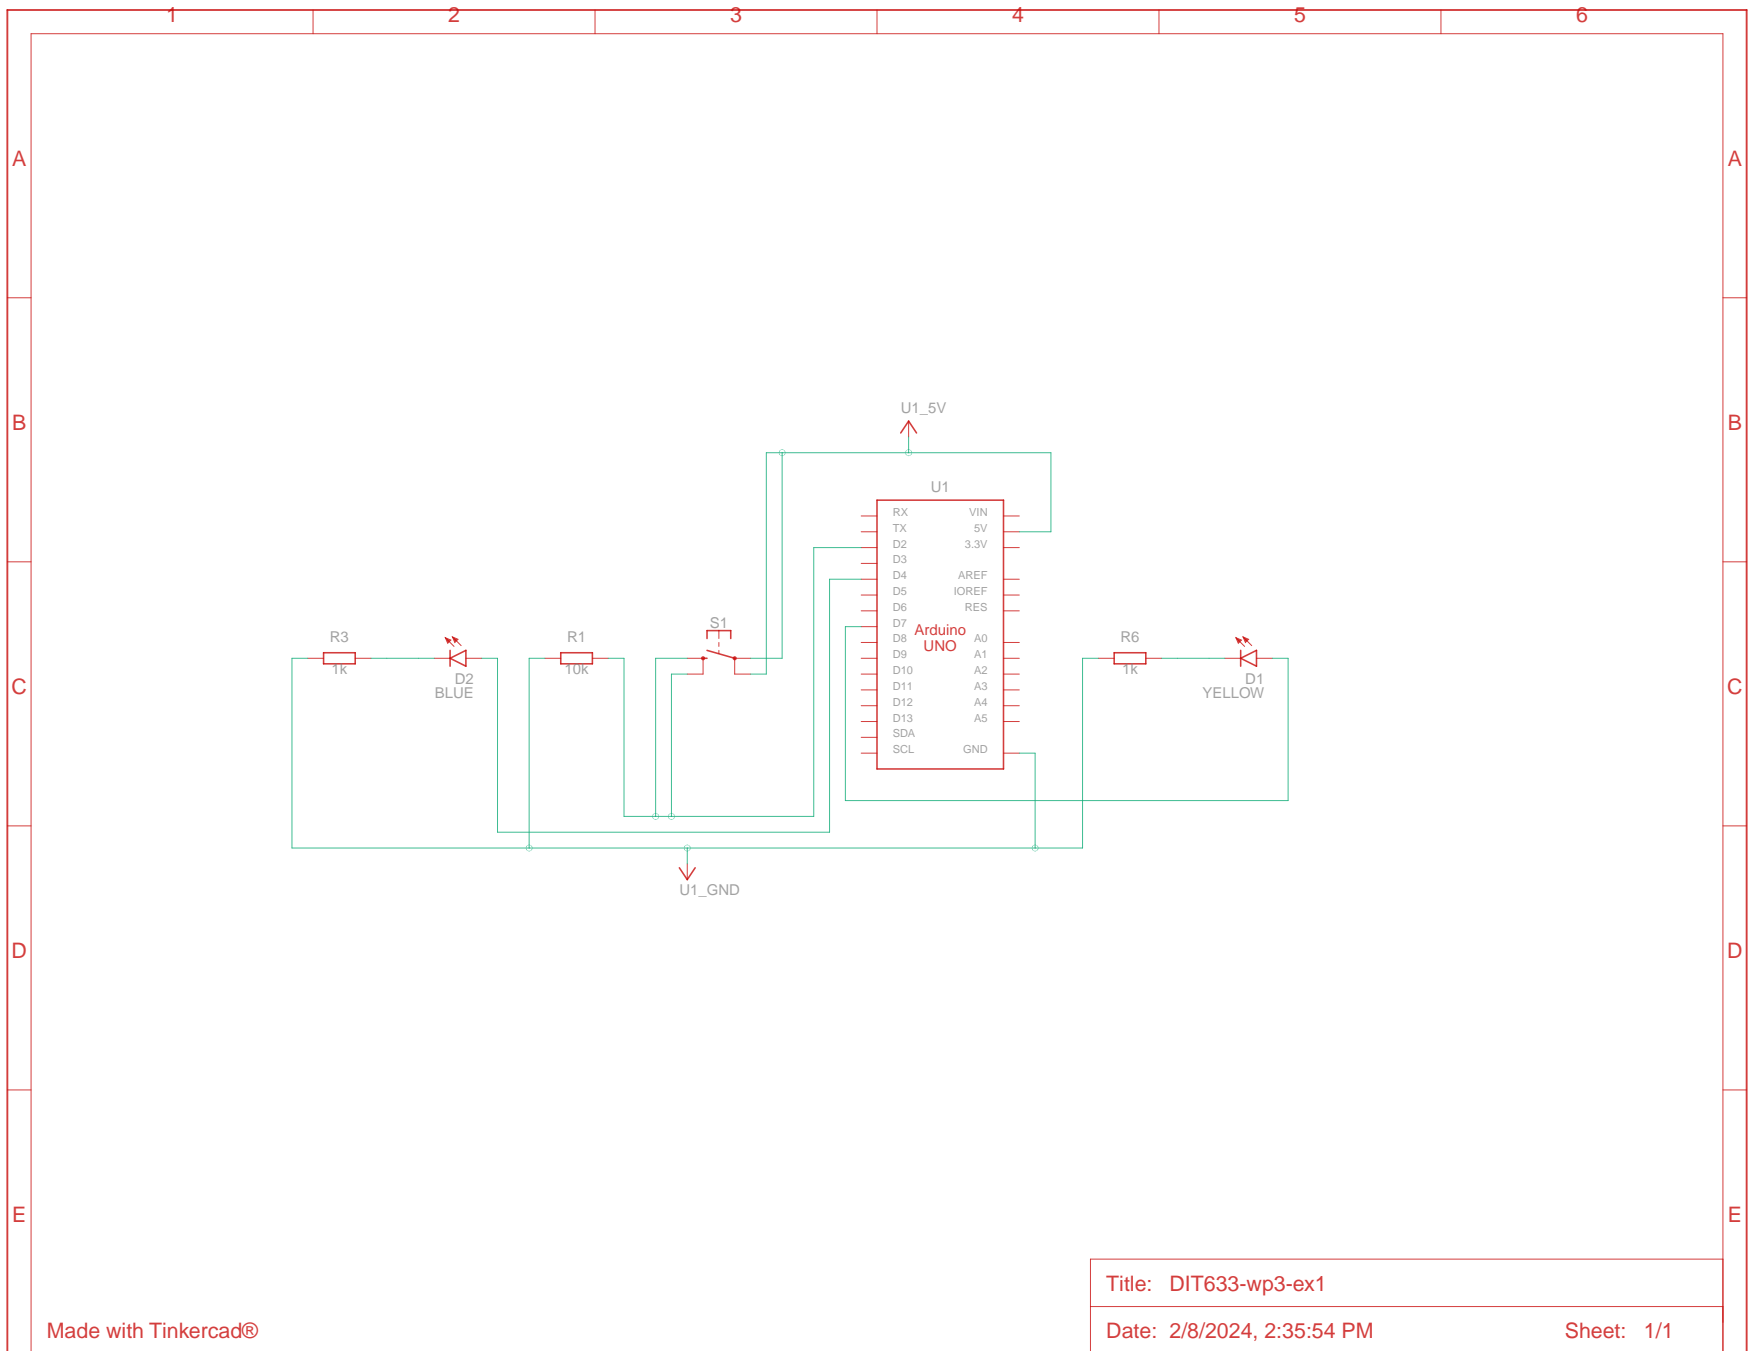 1 2 3 4 5 6
A A
B B
U1_5V
U1
RX VIN
TX 5V
D2 3.3V
D3
D4 AREF
D5 IOREF
D6 RES
D7
D8 A0
D9 A1
D10 A2
D11 A3
D12 A4
D13 A5
SDA
SCL GND
Arduino
UNO
R3
1k
D2
BLUE
R1
10k
S1
R6
1k
D1
YELLOW
C C
U1_GND
D D
E E
Title: DIT633-wp3-ex1
Made with Tinkercad®
Date: 2/8/2024, 2:35:54 PM Sheet: 1/1